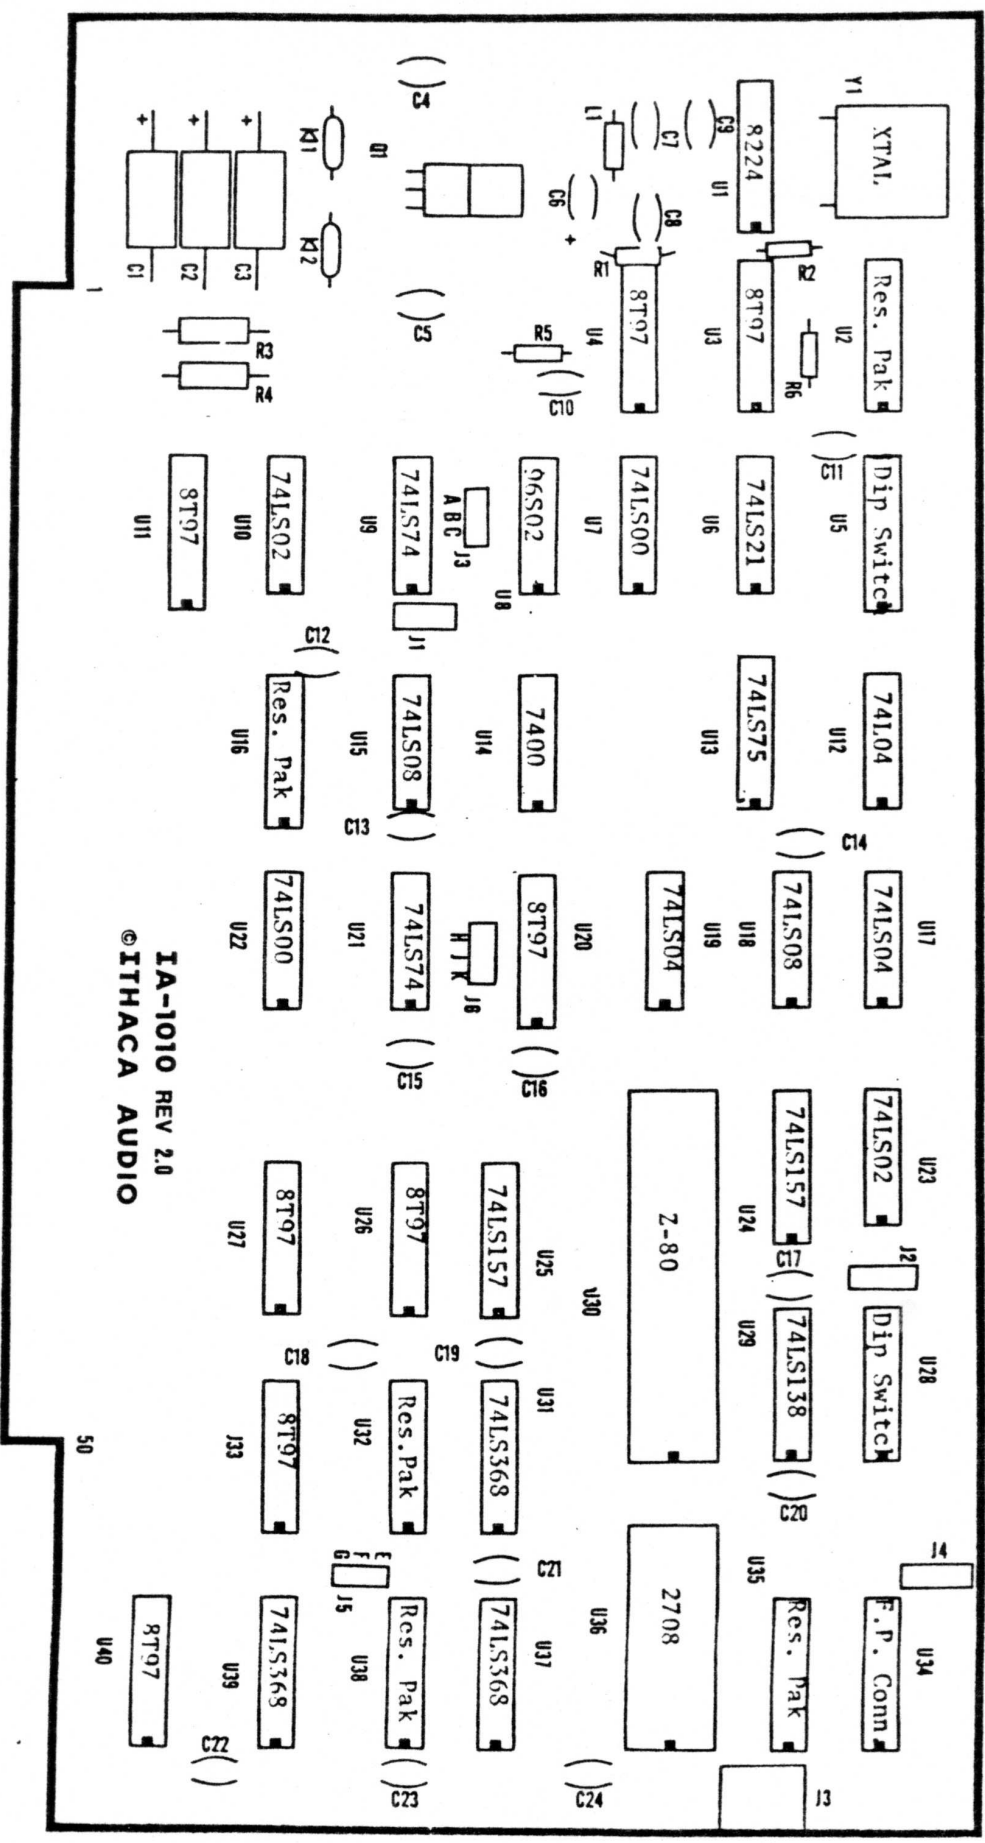 Y1
XTAL
8224
U1
C9
C7
L1
C6
+
C8
R1
R2
C4
Q1
C5
+
+
+
C1
C2
C3
1
R3
R4
R5
C10
8T97
U4
8T97
U3
R6
U2
Res. Pak
C11
8T97
U11
74LS02
U10
74LS74
U9
A B C
J3
J1
96S02
U8
74LS00
U7
74LS21
U6
Dip Switch
U5
C12
Res. Pak
U16
74LS08
U15
C13
7400
U14
74LS75
U13
74L04
U12
C14
74LS00
U22
74LS74
U21
H J K
J6
8T97
U20
74LS04
U19
74LS08
U18
74LS04
U17
C15
C16
IA-1010 REV 2.0
©ITHACA AUDIO
8T97
U27
8T97
U26
74LS157
U25
Z-80
U30
74LS157
U24
74LS02
U23
J2
C17
C18
C19
8T97
J33
Res.Pak
U32
74LS368
U31
74LS138
U29
Dip Switch
U28
50
C20
G F E
J5
C21
J4
8T97
U40
74LS368
U39
Res. Pak
U38
74LS368
U37
2708
U36
Res. Pak
U35
F.P. Conn
U34
C22
C23
C24
J3